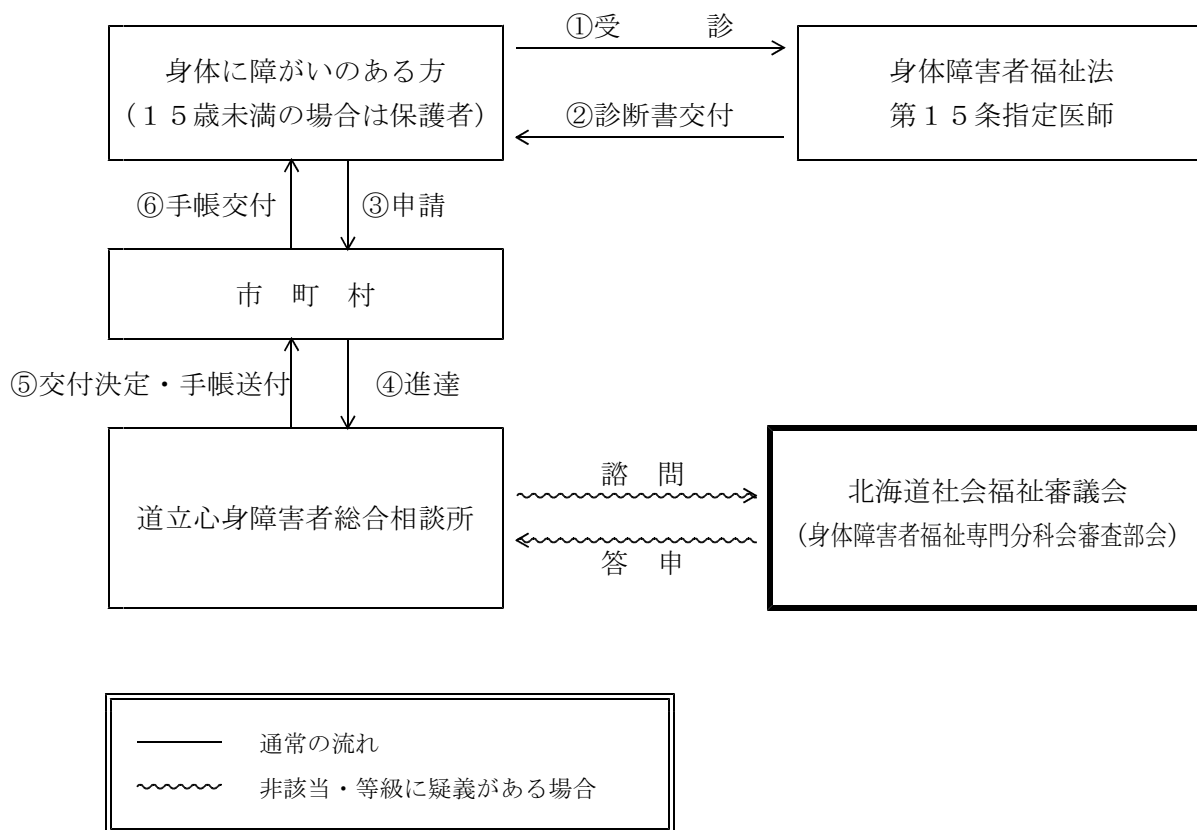 ①受　　　診
身体に障がいのある方
(１５歳未満の場合は保護者)
身体障害者福祉法
第１５条指定医師
②診断書交付
⑥手帳交付
③申請
市　町　村
⑤交付決定・手帳送付
④進達
道立心身障害者総合相談所
諮　問
答　申
北海道社会福祉審議会
(身体障害者福祉専門分科会審査部会)
通常の流れ
非該当・等級に疑義がある場合